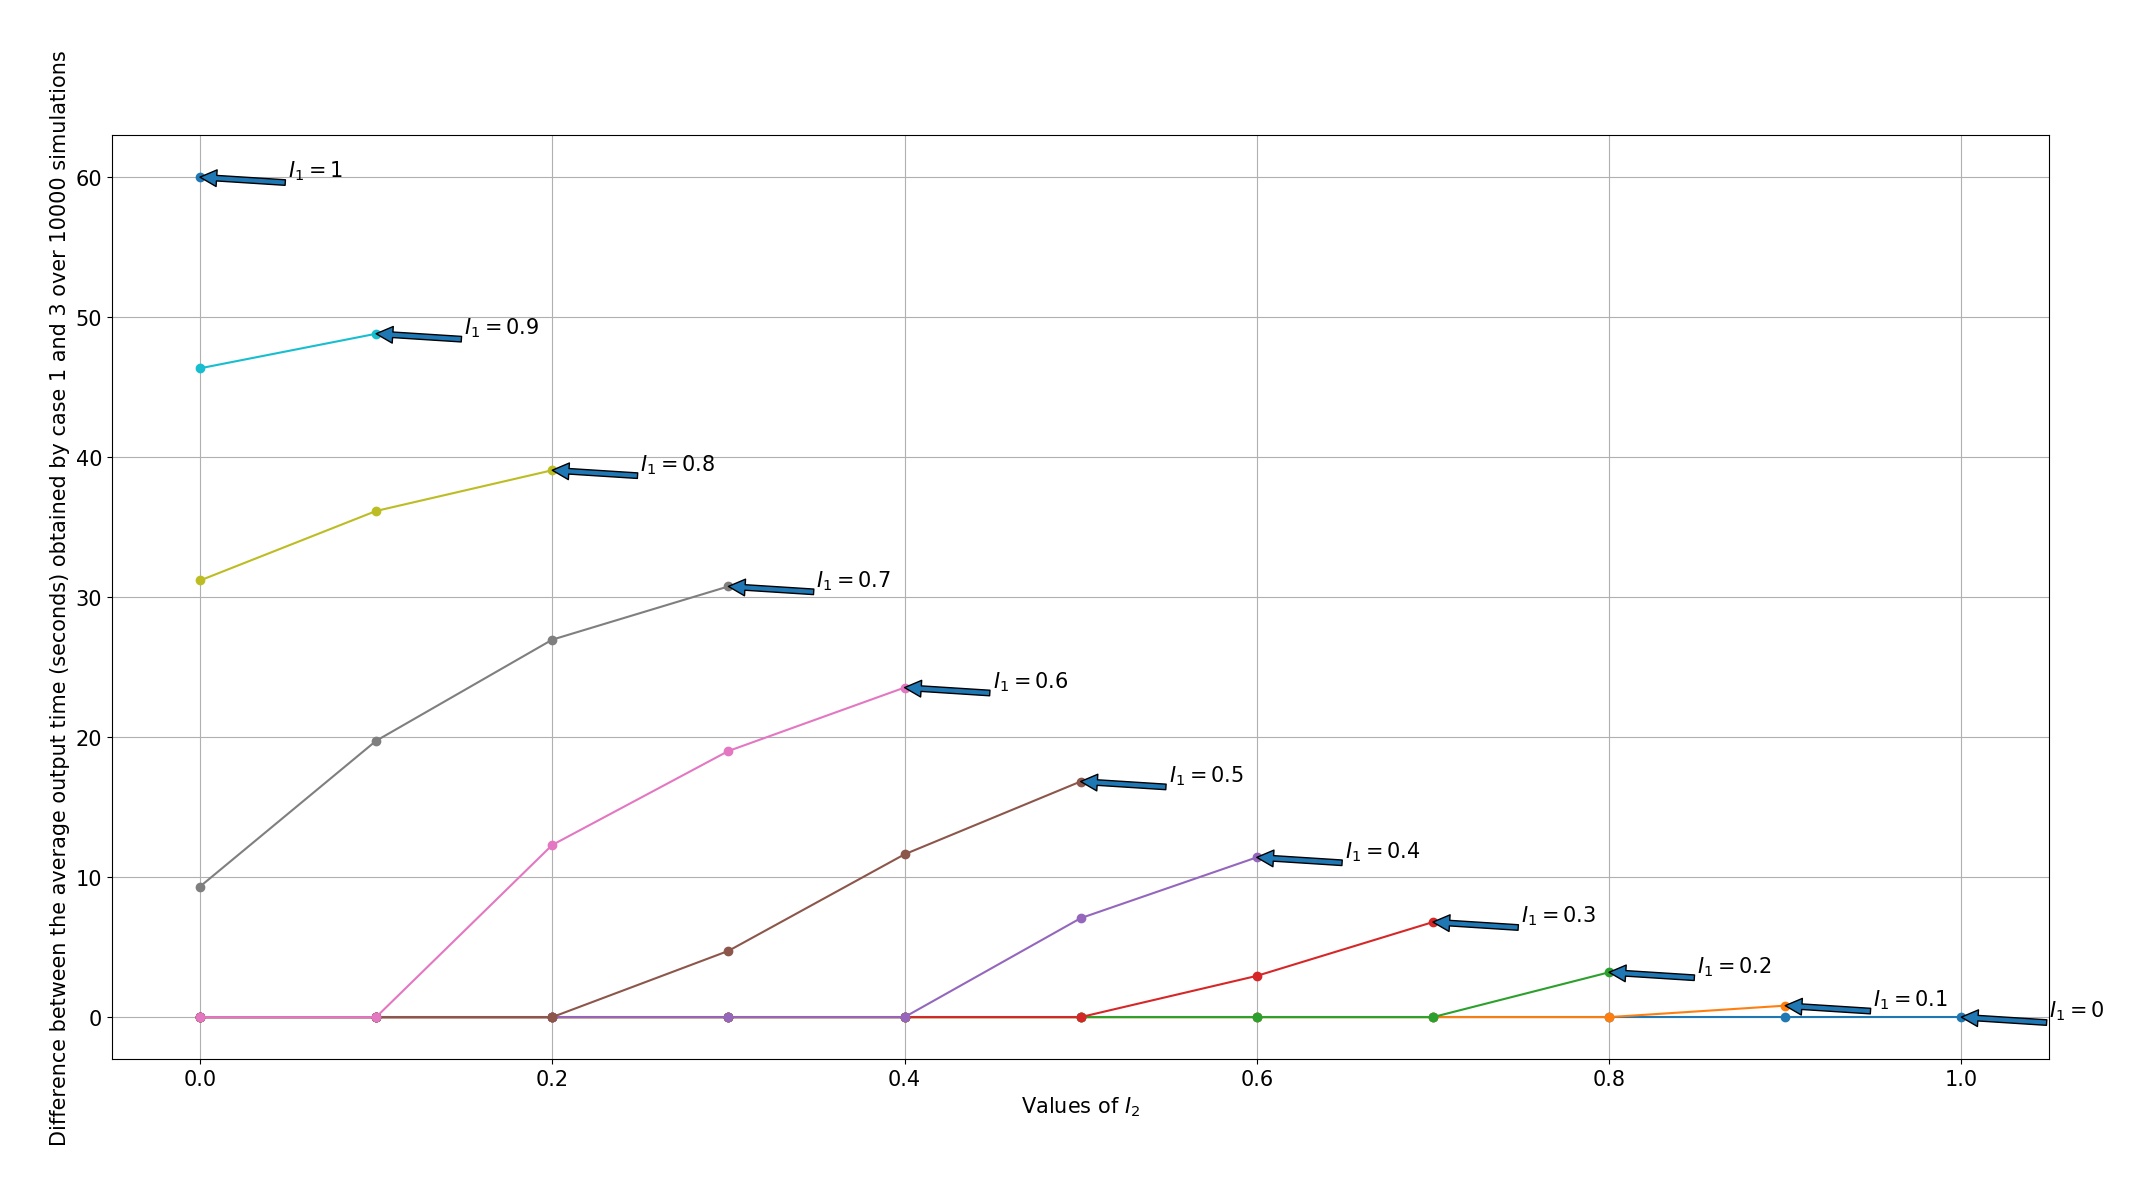 Difference between the average output time (seconds) obtained by case 1 and 3 over 10000 simulations
60
50
40
30
20
10
0
I₁ = 1
I₁ = 0.9
I₁ = 0.8
I₁ = 0.7
I₁ = 0.6
I₁ = 0.5
I₁ = 0.4
I₁ = 0.3
I₁ = 0.2
I₁ = 0.1
I₁ = 0
0.0 0.2 0.4 0.6 0.8 1.0
Values of I₂